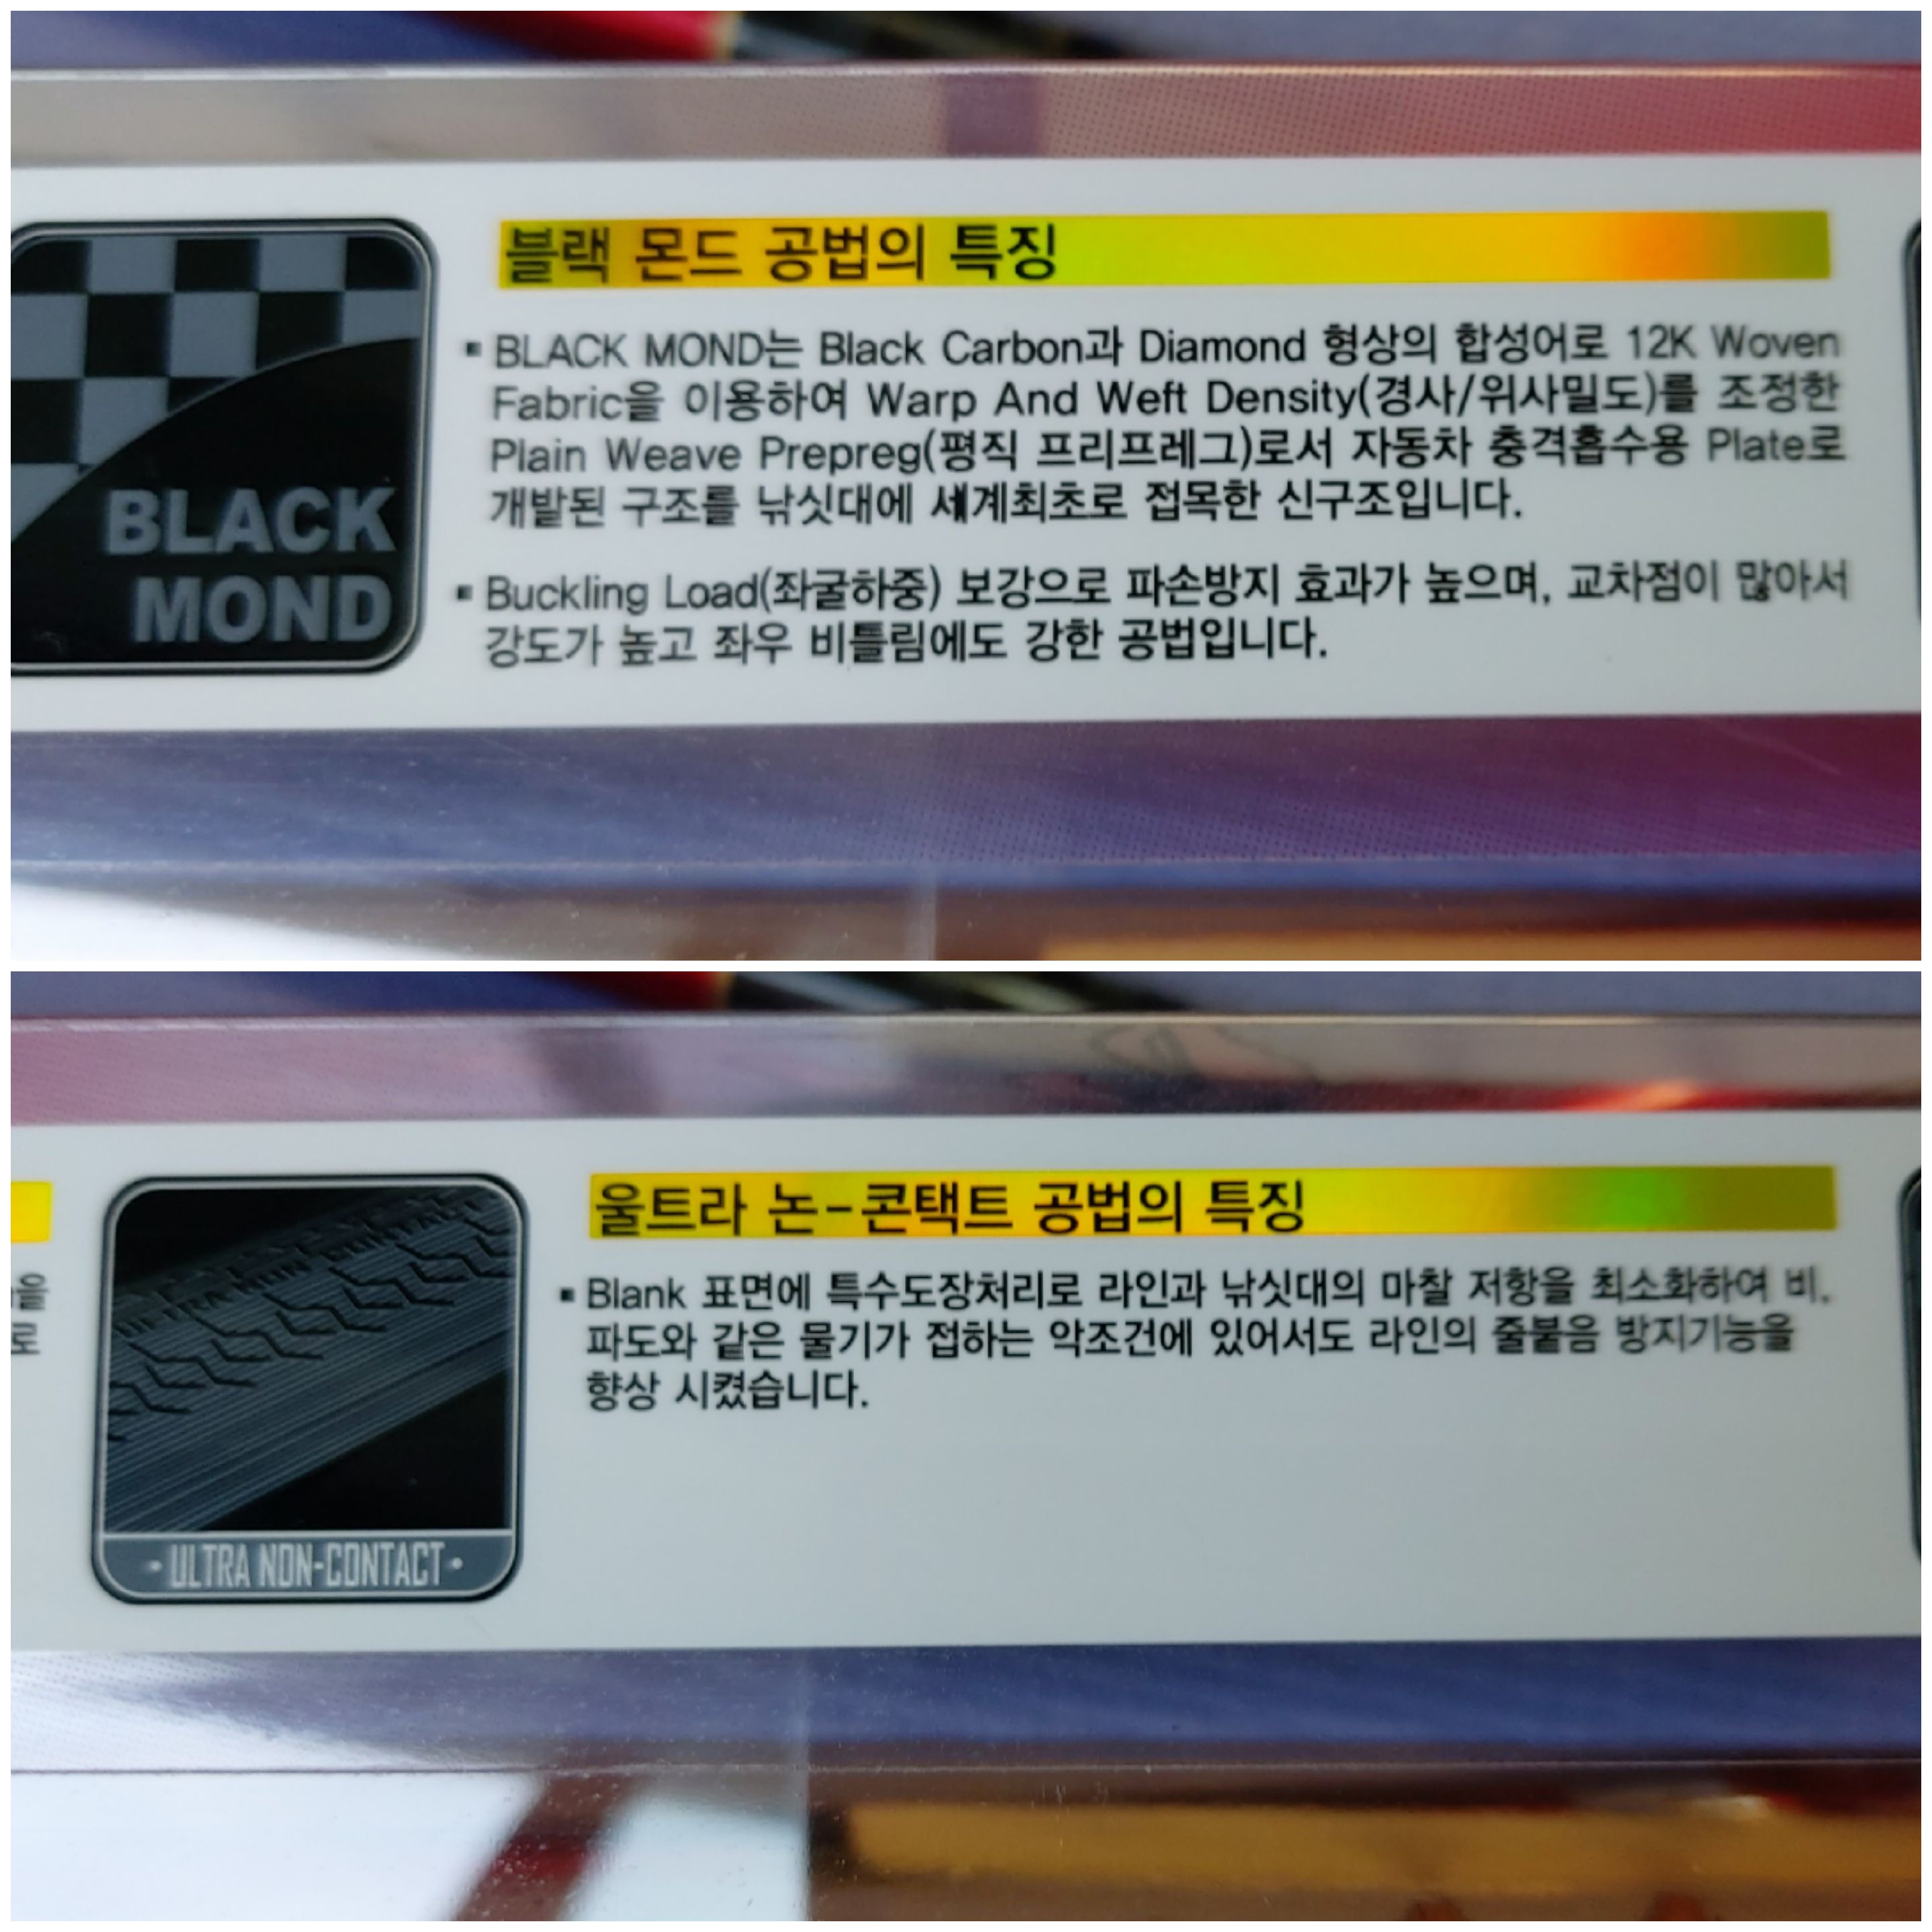 BLACK
MOND
블랙 몬드 공법의 특징
▪ BLACK MOND는 Black Carbon과 Diamond 형상의 합성어로 12K Woven
Fabric을 이용하여 Warp And Weft Density(경사/위사밀도)를 조정한
Plain Weave Prepreg(평직 프리프레그)로서 자동차 충격흡수용 Plate로
개발된 구조를 낚싯대에 세계최초로 접목한 신구조입니다.
▪ Buckling Load(좌굴하중) 보강으로 파손방지 효과가 높으며, 교차점이 많아서
강도가 높고 좌우 비틀림에도 강한 공법입니다.
을
로
ULTRA NON-CONTACT
· ULTRA NON-CONTACT ·
울트라 논-콘택트 공법의 특징
▪ Blank 표면에 특수도장처리로 라인과 낚싯대의 마찰 저항을 최소화하여 비,
파도와 같은 물기가 접하는 악조건에 있어서도 라인의 줄붙음 방지기능을
향상 시켰습니다.